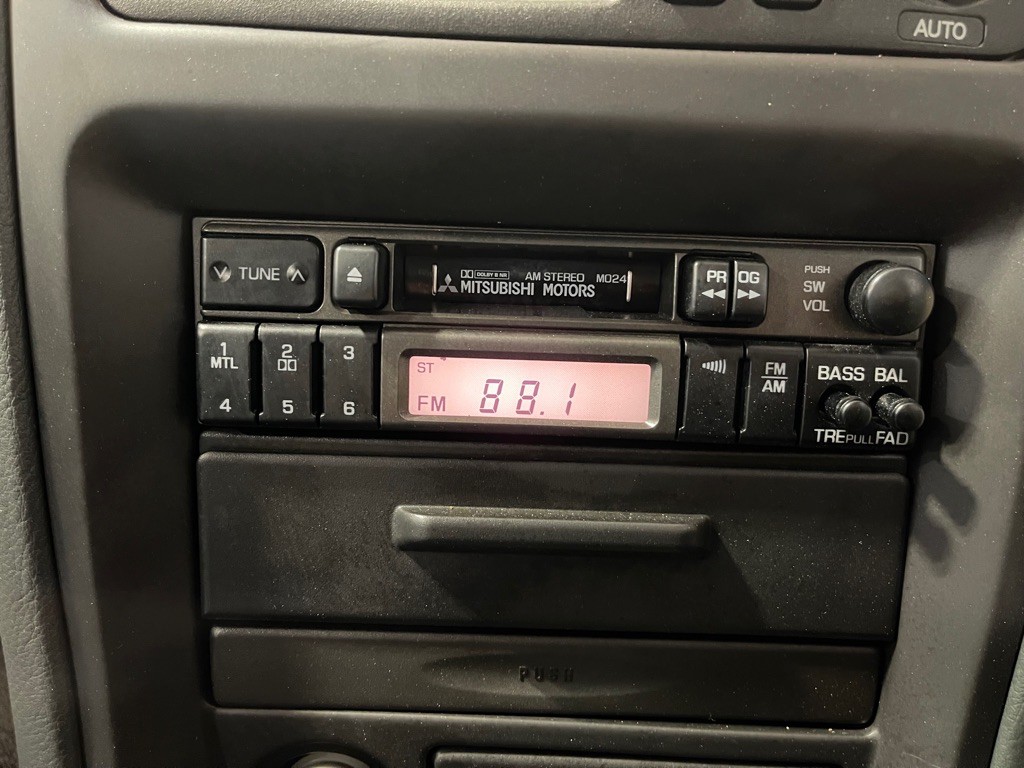 AUTO
TUNE
DOLBY B NR AM STEREO M024
MITSUBISHI MOTORS
PR OG
PUSH
SW
VOL
1 2 3
MTL
4 5 6
ST
FM 88.1
FM
AM
BASS BAL
TRE PULL FAD
PUSH